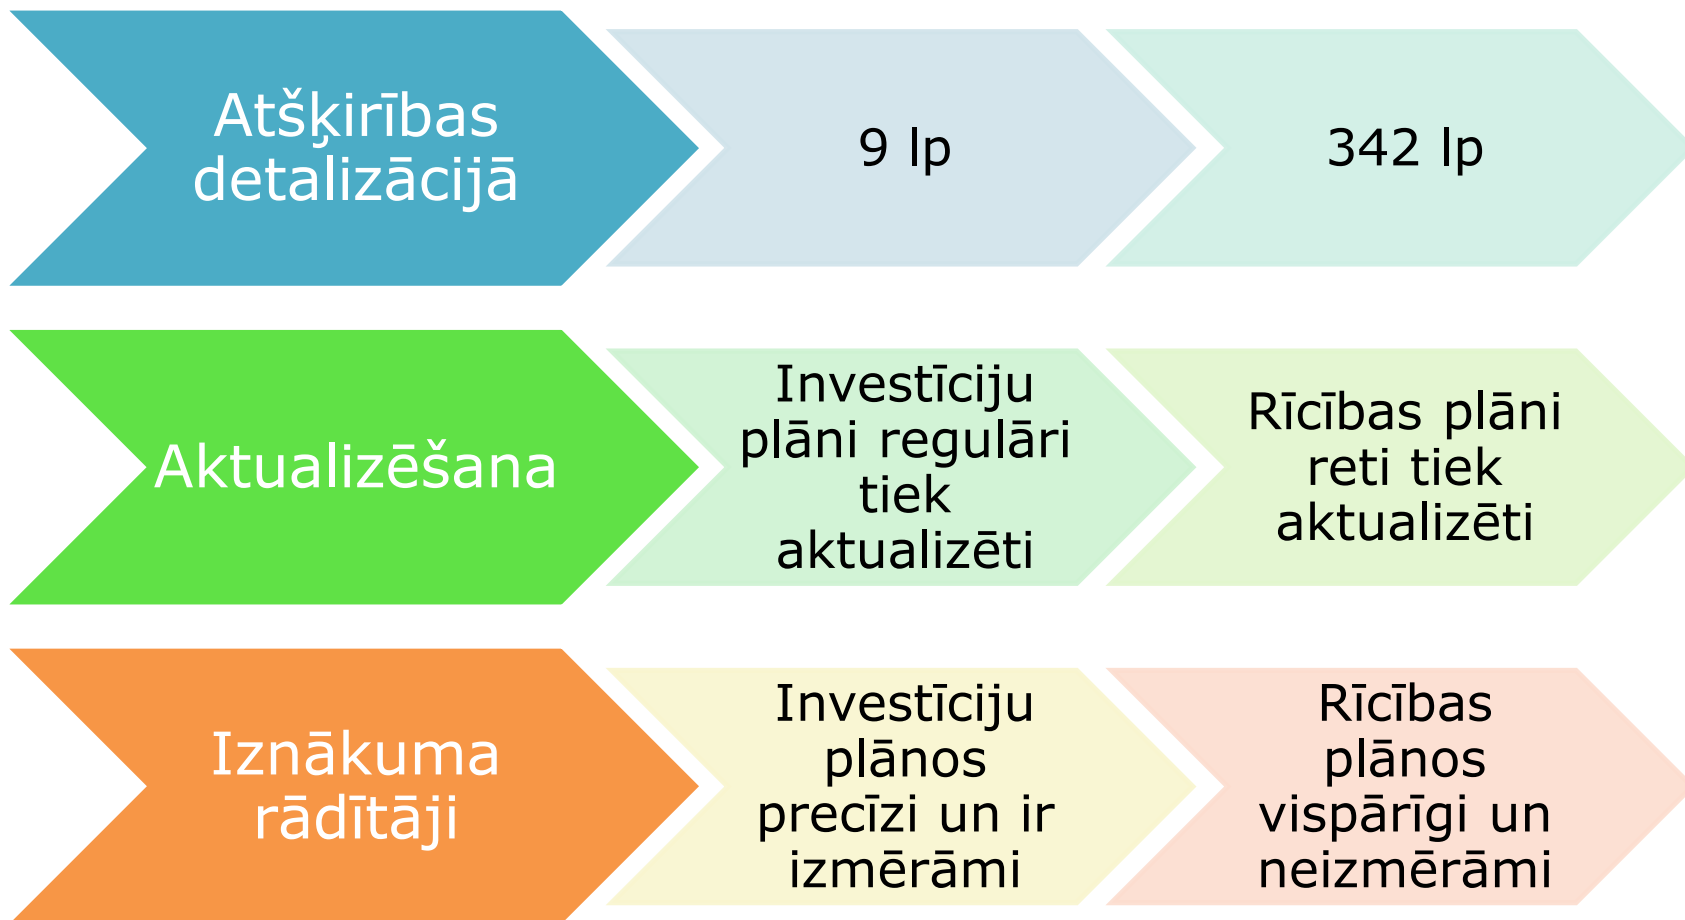 Atšķirības
detalizācijā
9 lp
342 lp
Aktualizēšana
Investīciju
plāni regulāri
tiek
aktualizēti
Rīcības plāni
reti tiek
aktualizēti
Iznākuma
rādītāji
Investīciju
plānos
precīzi un ir
izmērāmi
Rīcības
plānos
vispārīgi un
neizmērāmi